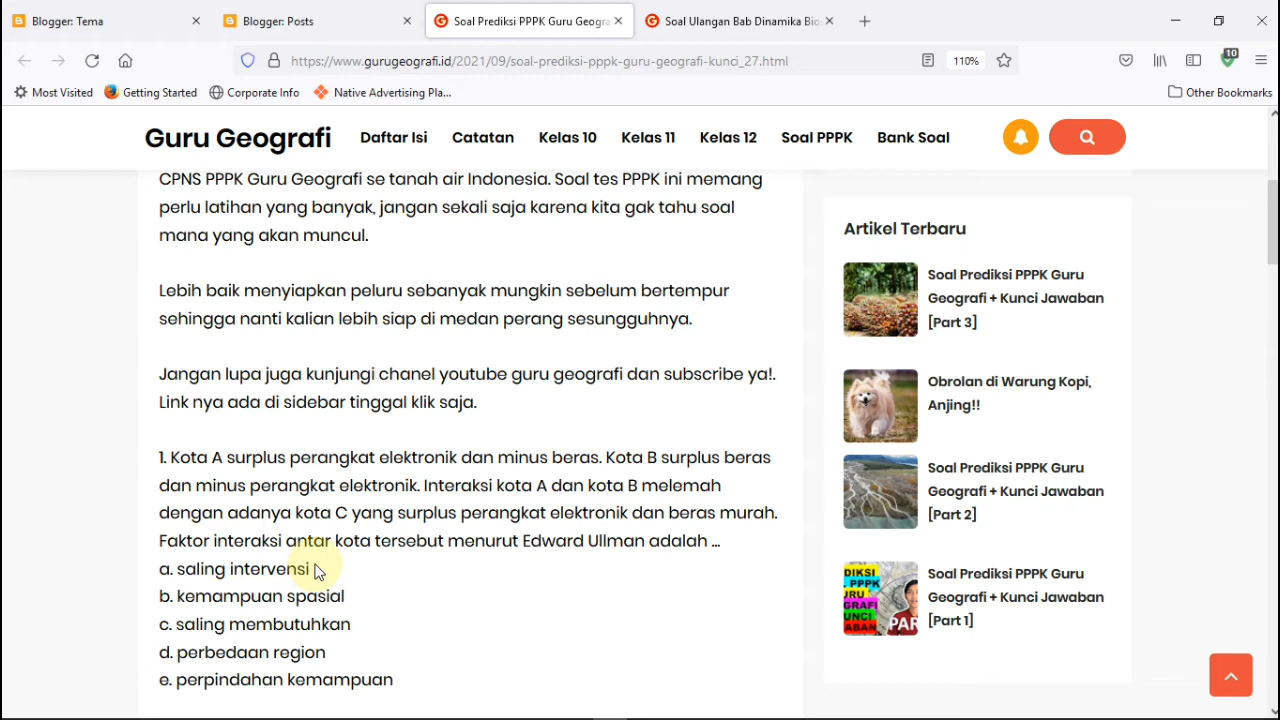 Blogger: Tema
Blogger: Posts
Soal Prediksi PPPK Guru Geogra
Soal Ulangan Bab Dinamika Bio
https://www.gurugeografi.id/2021/09/soal-prediksi-pppk-guru-geografi-kunci_27.html
110%
10
Most Visited
Getting Started
Corporate Info
Native Advertising Pla...
Other Bookmarks
Guru Geografi
Daftar Isi
Catatan
Kelas 10
Kelas 11
Kelas 12
Soal PPPK
Bank Soal
CPNS PPPK Guru Geografi se tanah air Indonesia. Soal tes PPPK ini memang
perlu latihan yang banyak, jangan sekali saja karena kita gak tahu soal
mana yang akan muncul.
Lebih baik menyiapkan peluru sebanyak mungkin sebelum bertempur
sehingga nanti kalian lebih siap di medan perang sesungguhnya.
Jangan lupa juga kunjungi chanel youtube guru geografi dan subscribe ya!.
Link nya ada di sidebar tinggal klik saja.
1. Kota A surplus perangkat elektronik dan minus beras. Kota B surplus beras
dan minus perangkat elektronik. Interaksi kota A dan kota B melemah
dengan adanya kota C yang surplus perangkat elektronik dan beras murah.
Faktor interaksi antar kota tersebut menurut Edward Ullman adalah ...
a. saling intervensi
b. kemampuan spasial
c. saling membutuhkan
d. perbedaan region
e. perpindahan kemampuan
Artikel Terbaru
Soal Prediksi PPPK Guru
Geografi + Kunci Jawaban
[Part 3]
Obrolan di Warung Kopi,
Anjing!!
Soal Prediksi PPPK Guru
Geografi + Kunci Jawaban
[Part 2]
DIKSI
PPPK
URU
GRAFI
KUNCI
ABAN
PAR
Soal Prediksi PPPK Guru
Geografi + Kunci Jawaban
[Part 1]